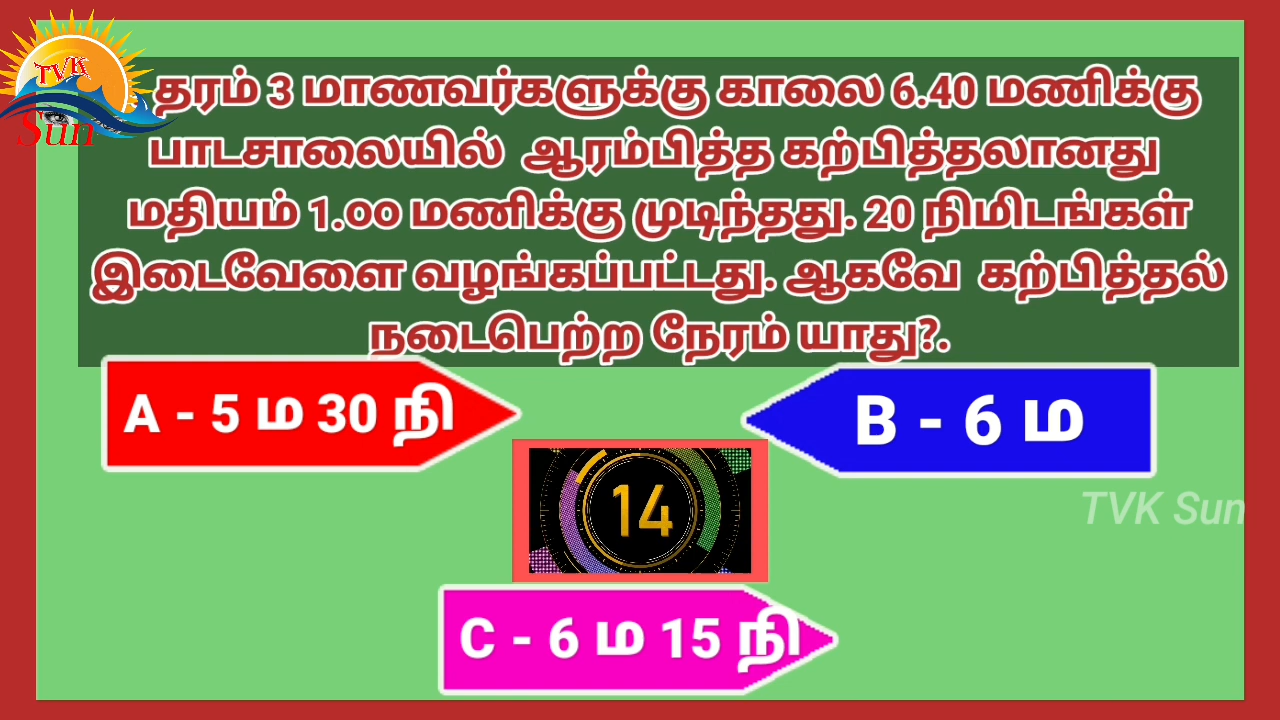 TVK
Sun
தரம் 3 மாணவர்களுக்கு காலை 6.40 மணிக்கு
பாடசாலையில் ஆரம்பித்த கற்பித்தலானது
மதியம் 1.00 மணிக்கு முடிந்தது. 20 நிமிடங்கள்
இடைவேளை வழங்கப்பட்டது. ஆகவே கற்பித்தல்
நடைபெற்ற நேரம் யாது?.
A - 5 ம 30 நி
B - 6 ம
14
TVK Sun
C - 6 ம 15 நி